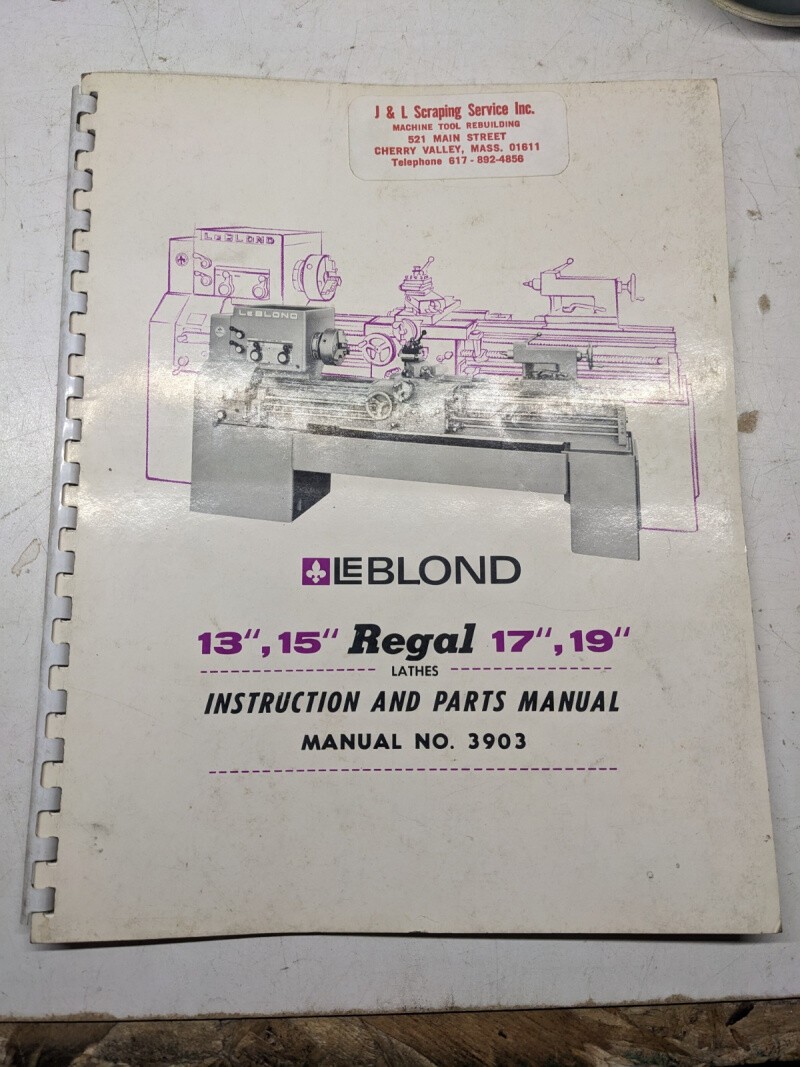 J & L Scraping Service Inc.
MACHINE TOOL REBUILDING
521 MAIN STREET
CHERRY VALLEY, MASS. 01611
Telephone 617 - 892-4856
LEBLOND
LEBLOND
LEBLOND
13", 15" Regal 17", 19"
LATHES
INSTRUCTION AND PARTS MANUAL
MANUAL NO. 3903